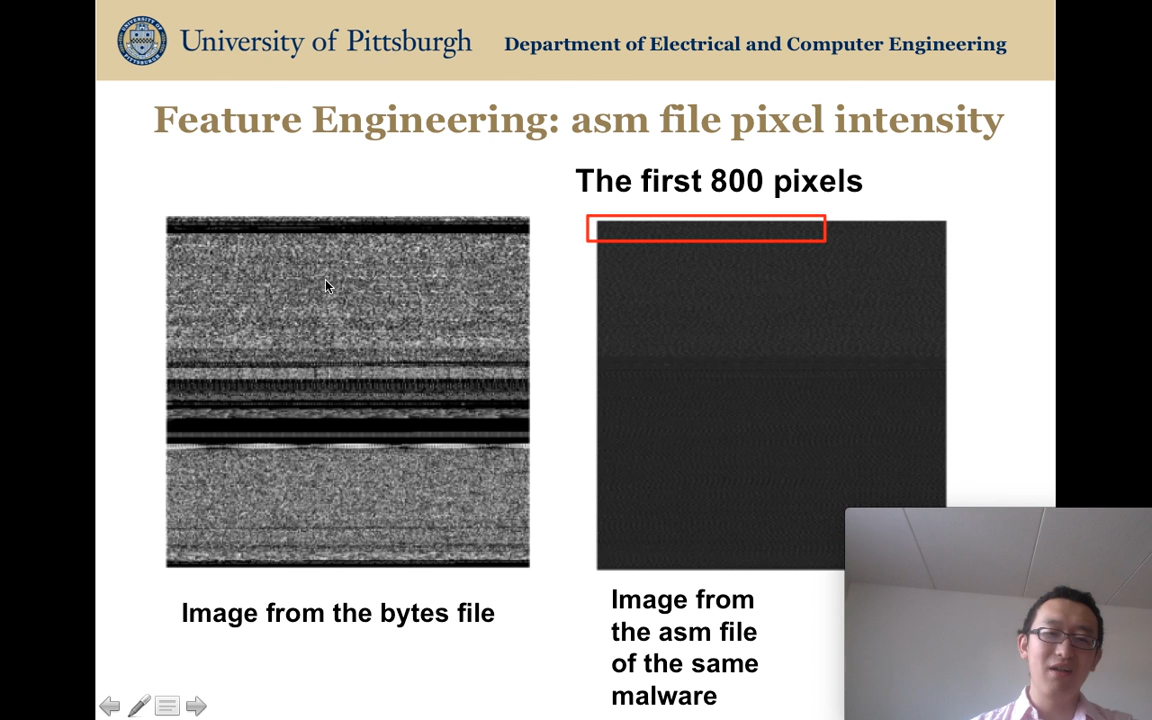 University of Pittsburgh
Department of Electrical and Computer Engineering
Feature Engineering: asm file pixel intensity
The first 800 pixels
Image from the bytes file
Image from
the asm file
of the same
malware